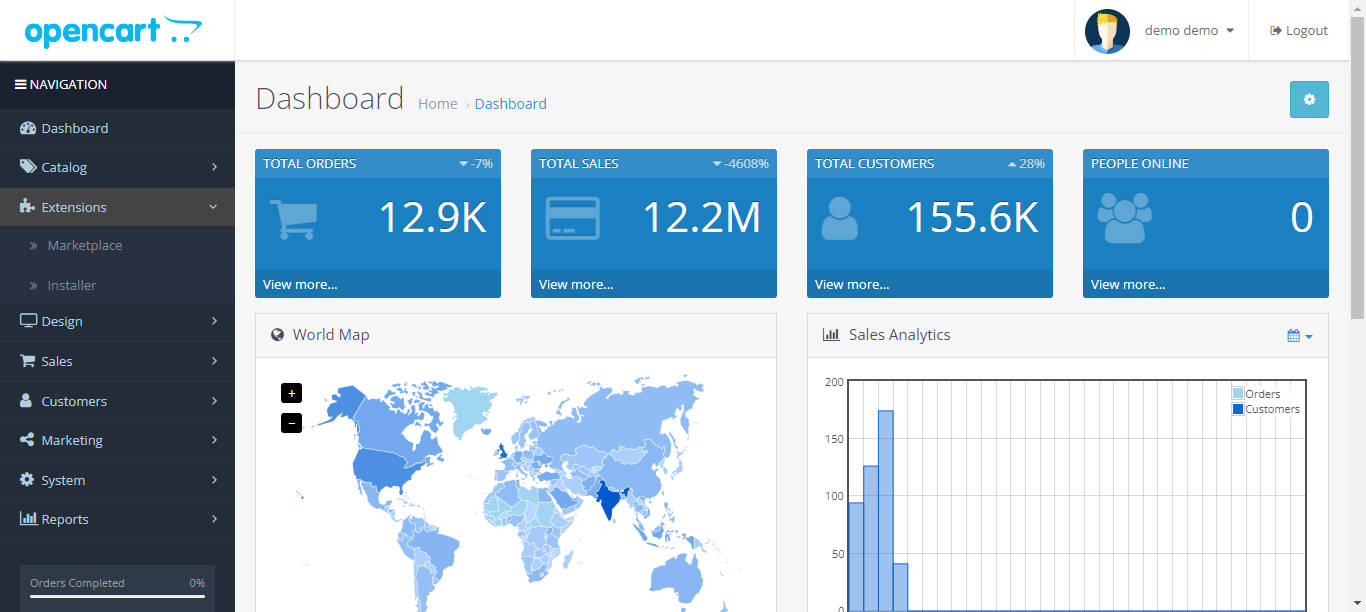 opencart
demo demo
Logout
NAVIGATION
Dashboard
Catalog
Extensions
Marketplace
Installer
Design
Sales
Customers
Marketing
System
Reports
Orders Completed 0%
Dashboard Home › Dashboard
TOTAL ORDERS -7%
12.9K
View more...
TOTAL SALES -4608%
12.2M
View more...
TOTAL CUSTOMERS 28%
155.6K
View more...
PEOPLE ONLINE
0
View more...
World Map
+
−
Sales Analytics
200
150
100
50
0
Orders
Customers